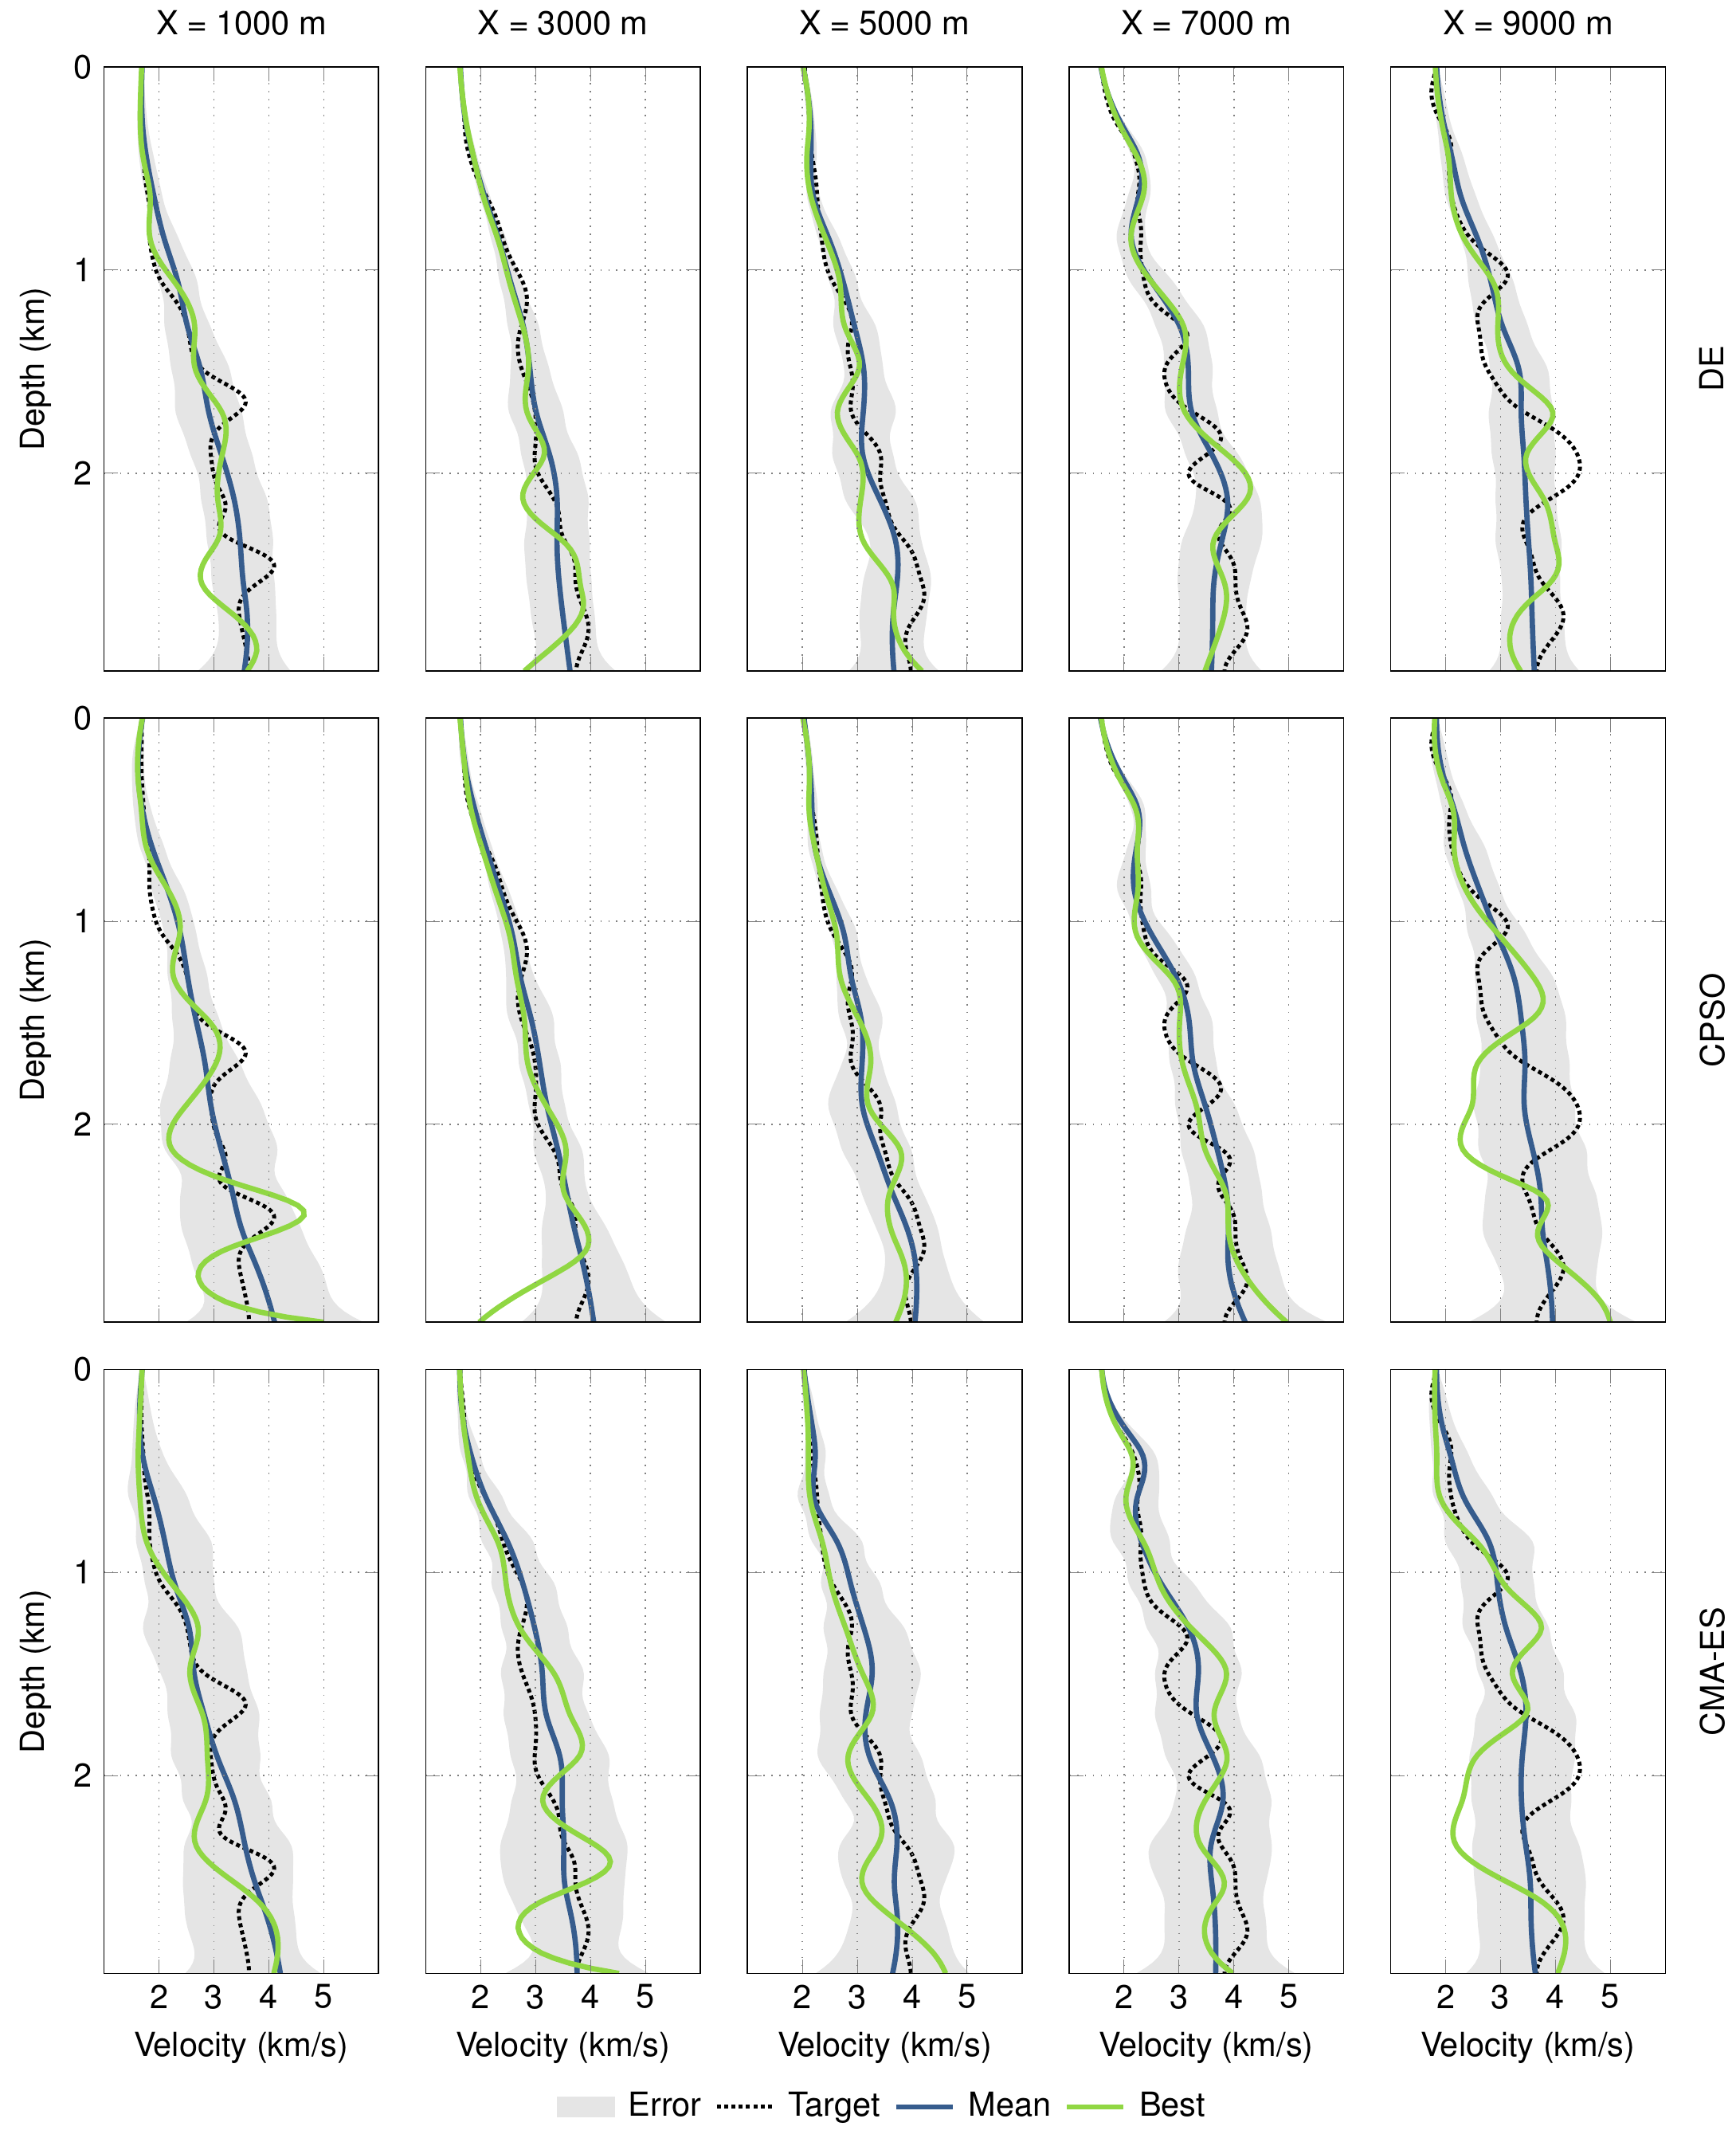 X = 1000 m X = 3000 m X = 5000 m X = 7000 m X = 9000 m
0
1
2
Depth (km)
DE
0
1
2
Depth (km)
CPSO
0
1
2
Depth (km)
CMA-ES
2 3 4 5 2 3 4 5 2 3 4 5 2 3 4 5 2 3 4 5
Velocity (km/s) Velocity (km/s) Velocity (km/s) Velocity (km/s) Velocity (km/s)
Error Target Mean Best